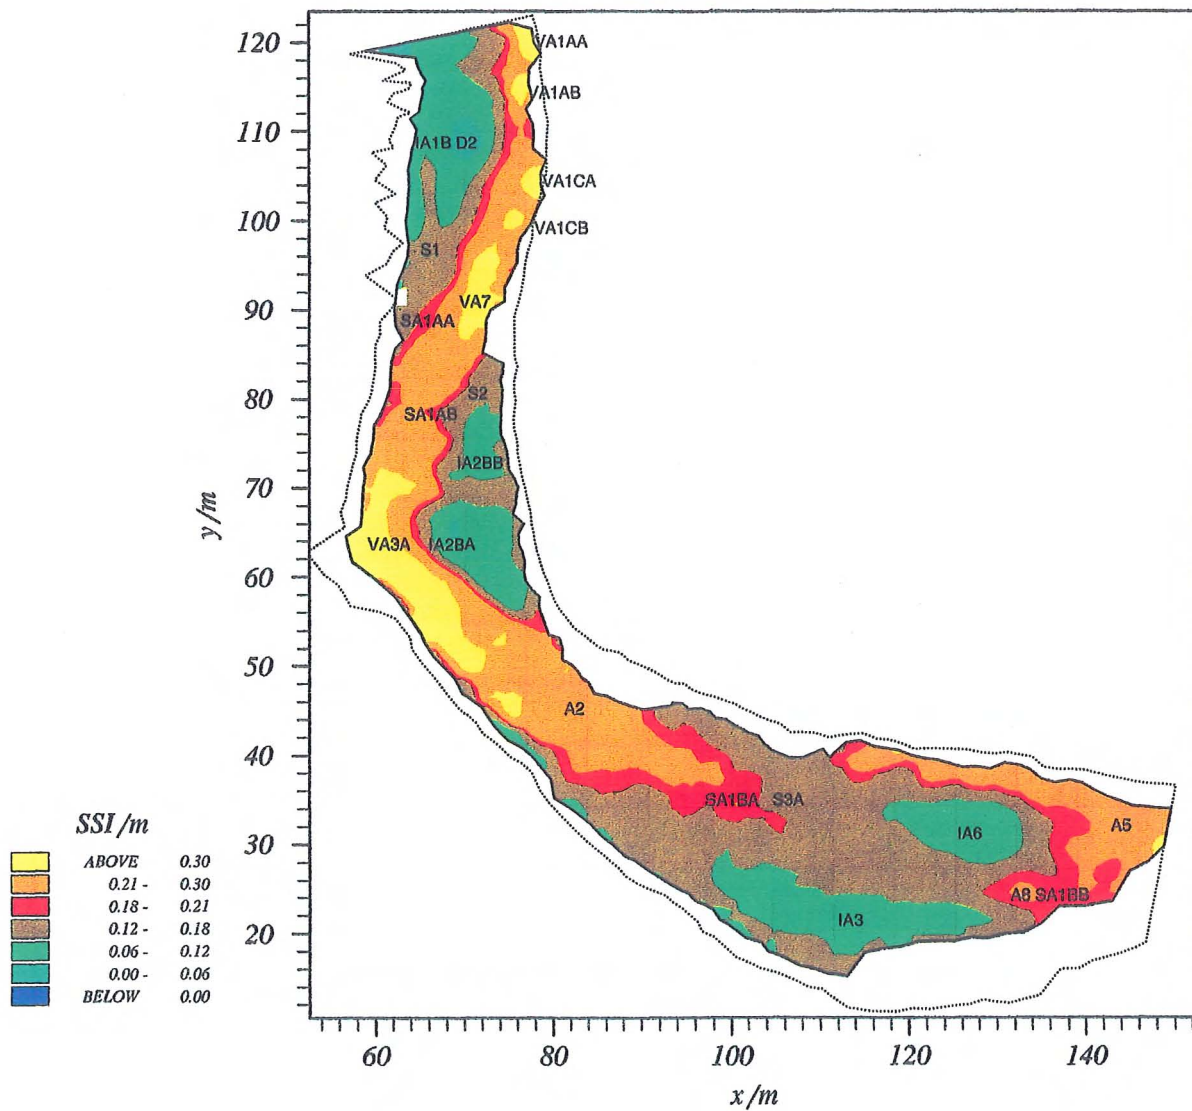 120
110
100
90
80
70
60
50
40
30
20
y /m
60
80
100
120
140
x /m
VA1AA
VA1AB
IA1B D2
VA1CA
VA1CB
S1
VA7
SA1AA
S2
SA1AB
IA2BB
VA3A
IA2BA
A2
SA1BA
S3A
IA6
A5
A8
SA1BB
IA3
SSI /m
ABOVE 0.30
0.21 - 0.30
0.18 - 0.21
0.12 - 0.18
0.06 - 0.12
0.00 - 0.06
BELOW 0.00